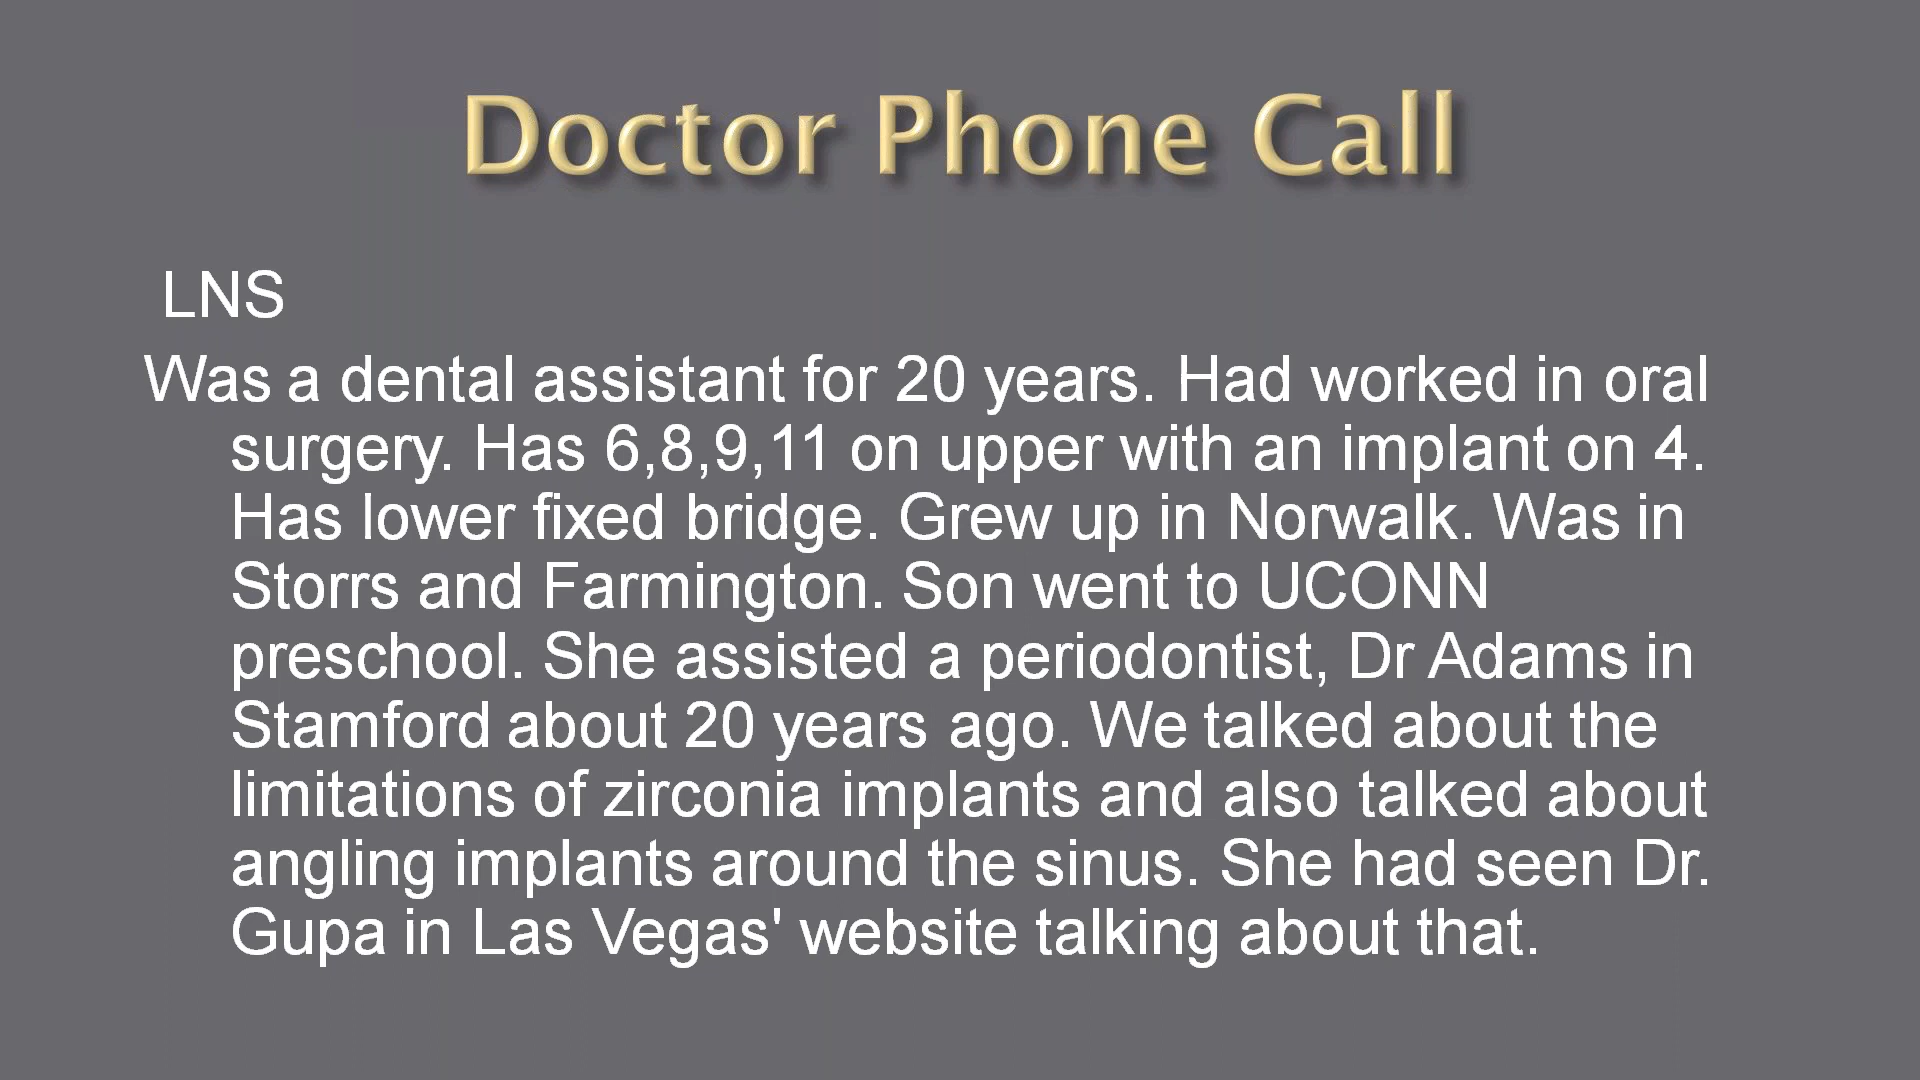 Doctor Phone Call
LNS
Was a dental assistant for 20 years. Had worked in oral
surgery. Has 6,8,9,11 on upper with an implant on 4.
Has lower fixed bridge. Grew up in Norwalk. Was in
Storrs and Farmington. Son went to UCONN
preschool. She assisted a periodontist, Dr Adams in
Stamford about 20 years ago. We talked about the
limitations of zirconia implants and also talked about
angling implants around the sinus. She had seen Dr.
Gupa in Las Vegas' website talking about that.